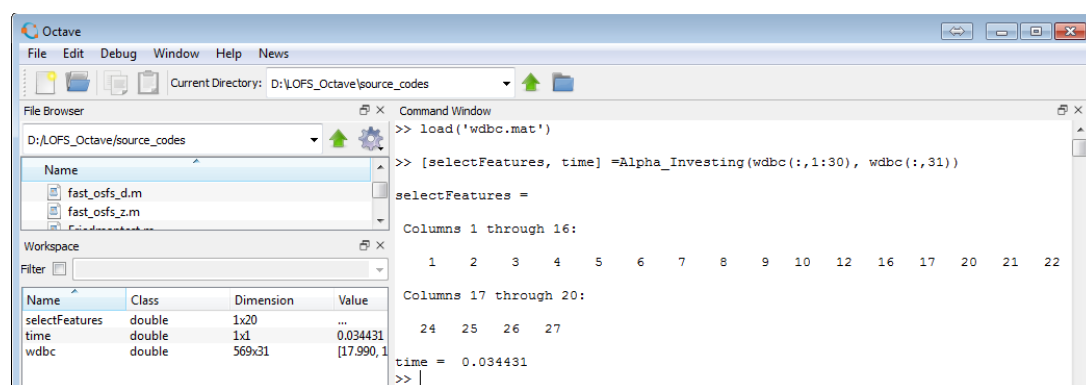 Octave
File Edit Debug Window Help News
Current Directory: D:\LOFS_Octave\source_codes
File Browser
D:/LOFS_Octave/source_codes
Name
fast_osfs_d.m
fast_osfs_z.m
Workspace
Filter
Name Class Dimension Value
selectFeatures double 1x20 ...
time double 1x1 0.034431
wdbc double 569x31 [17.990, 1
Command Window
>> load('wdbc.mat')
>> [selectFeatures, time] =Alpha_Investing(wdbc(:,1:30), wdbc(:,31))
selectFeatures =
Columns 1 through 16:
1 2 3 4 5 6 7 8 9 10 12 16 17 20 21 22
Columns 17 through 20:
24 25 26 27
time = 0.034431
>>